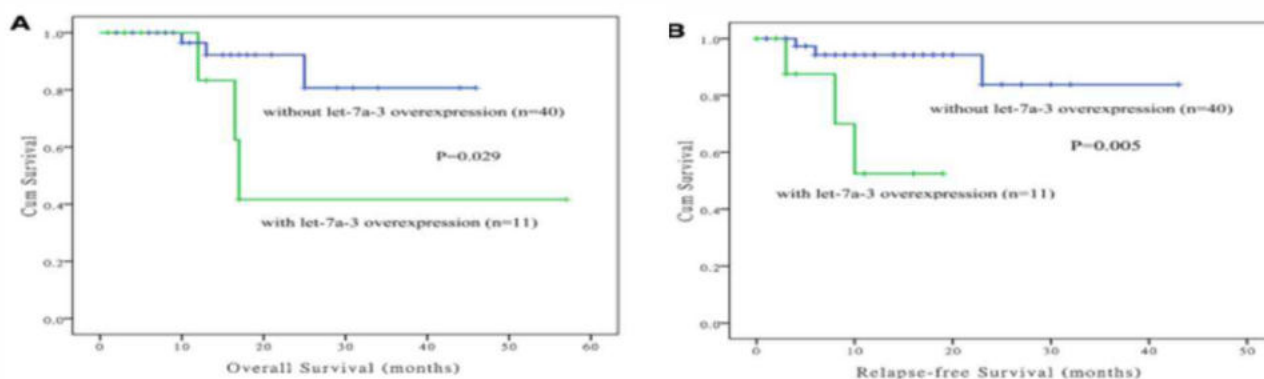 A
1.0
0.8
0.6
0.4
0.2
0.0
Cum Survival
without let-7a-3 overexpression (n=40)
P=0.029
with let-7a-3 overexpression (n=11)
0 10 20 30 40 50 60
Overall Survival (months)
B
1.0
0.8
0.6
0.4
0.2
0.0
Cum Survival
without let-7a-3 overexpression (n=40)
P=0.005
with let-7a-3 overexpression (n=11)
0 10 20 30 40 50
Relapse-free Survival (months)